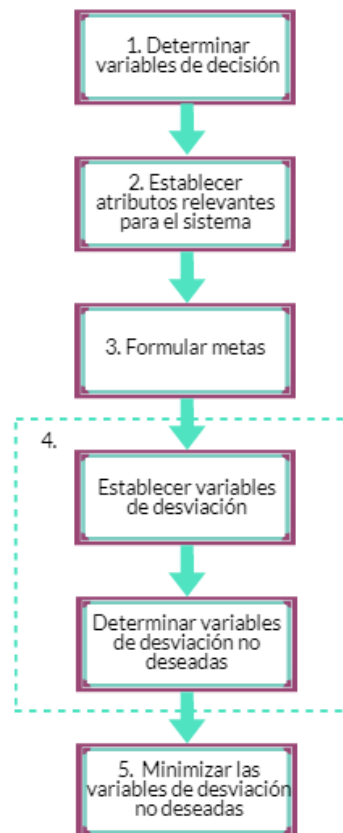 1. Determinar
variables de decisión
2. Establecer
atributos relevantes
para el sistema
3. Formular metas
4.
Establecer variables
de desviación
Determinar variables
de desviación no
deseadas
5. Minimizar las
variables de desviación
no deseadas